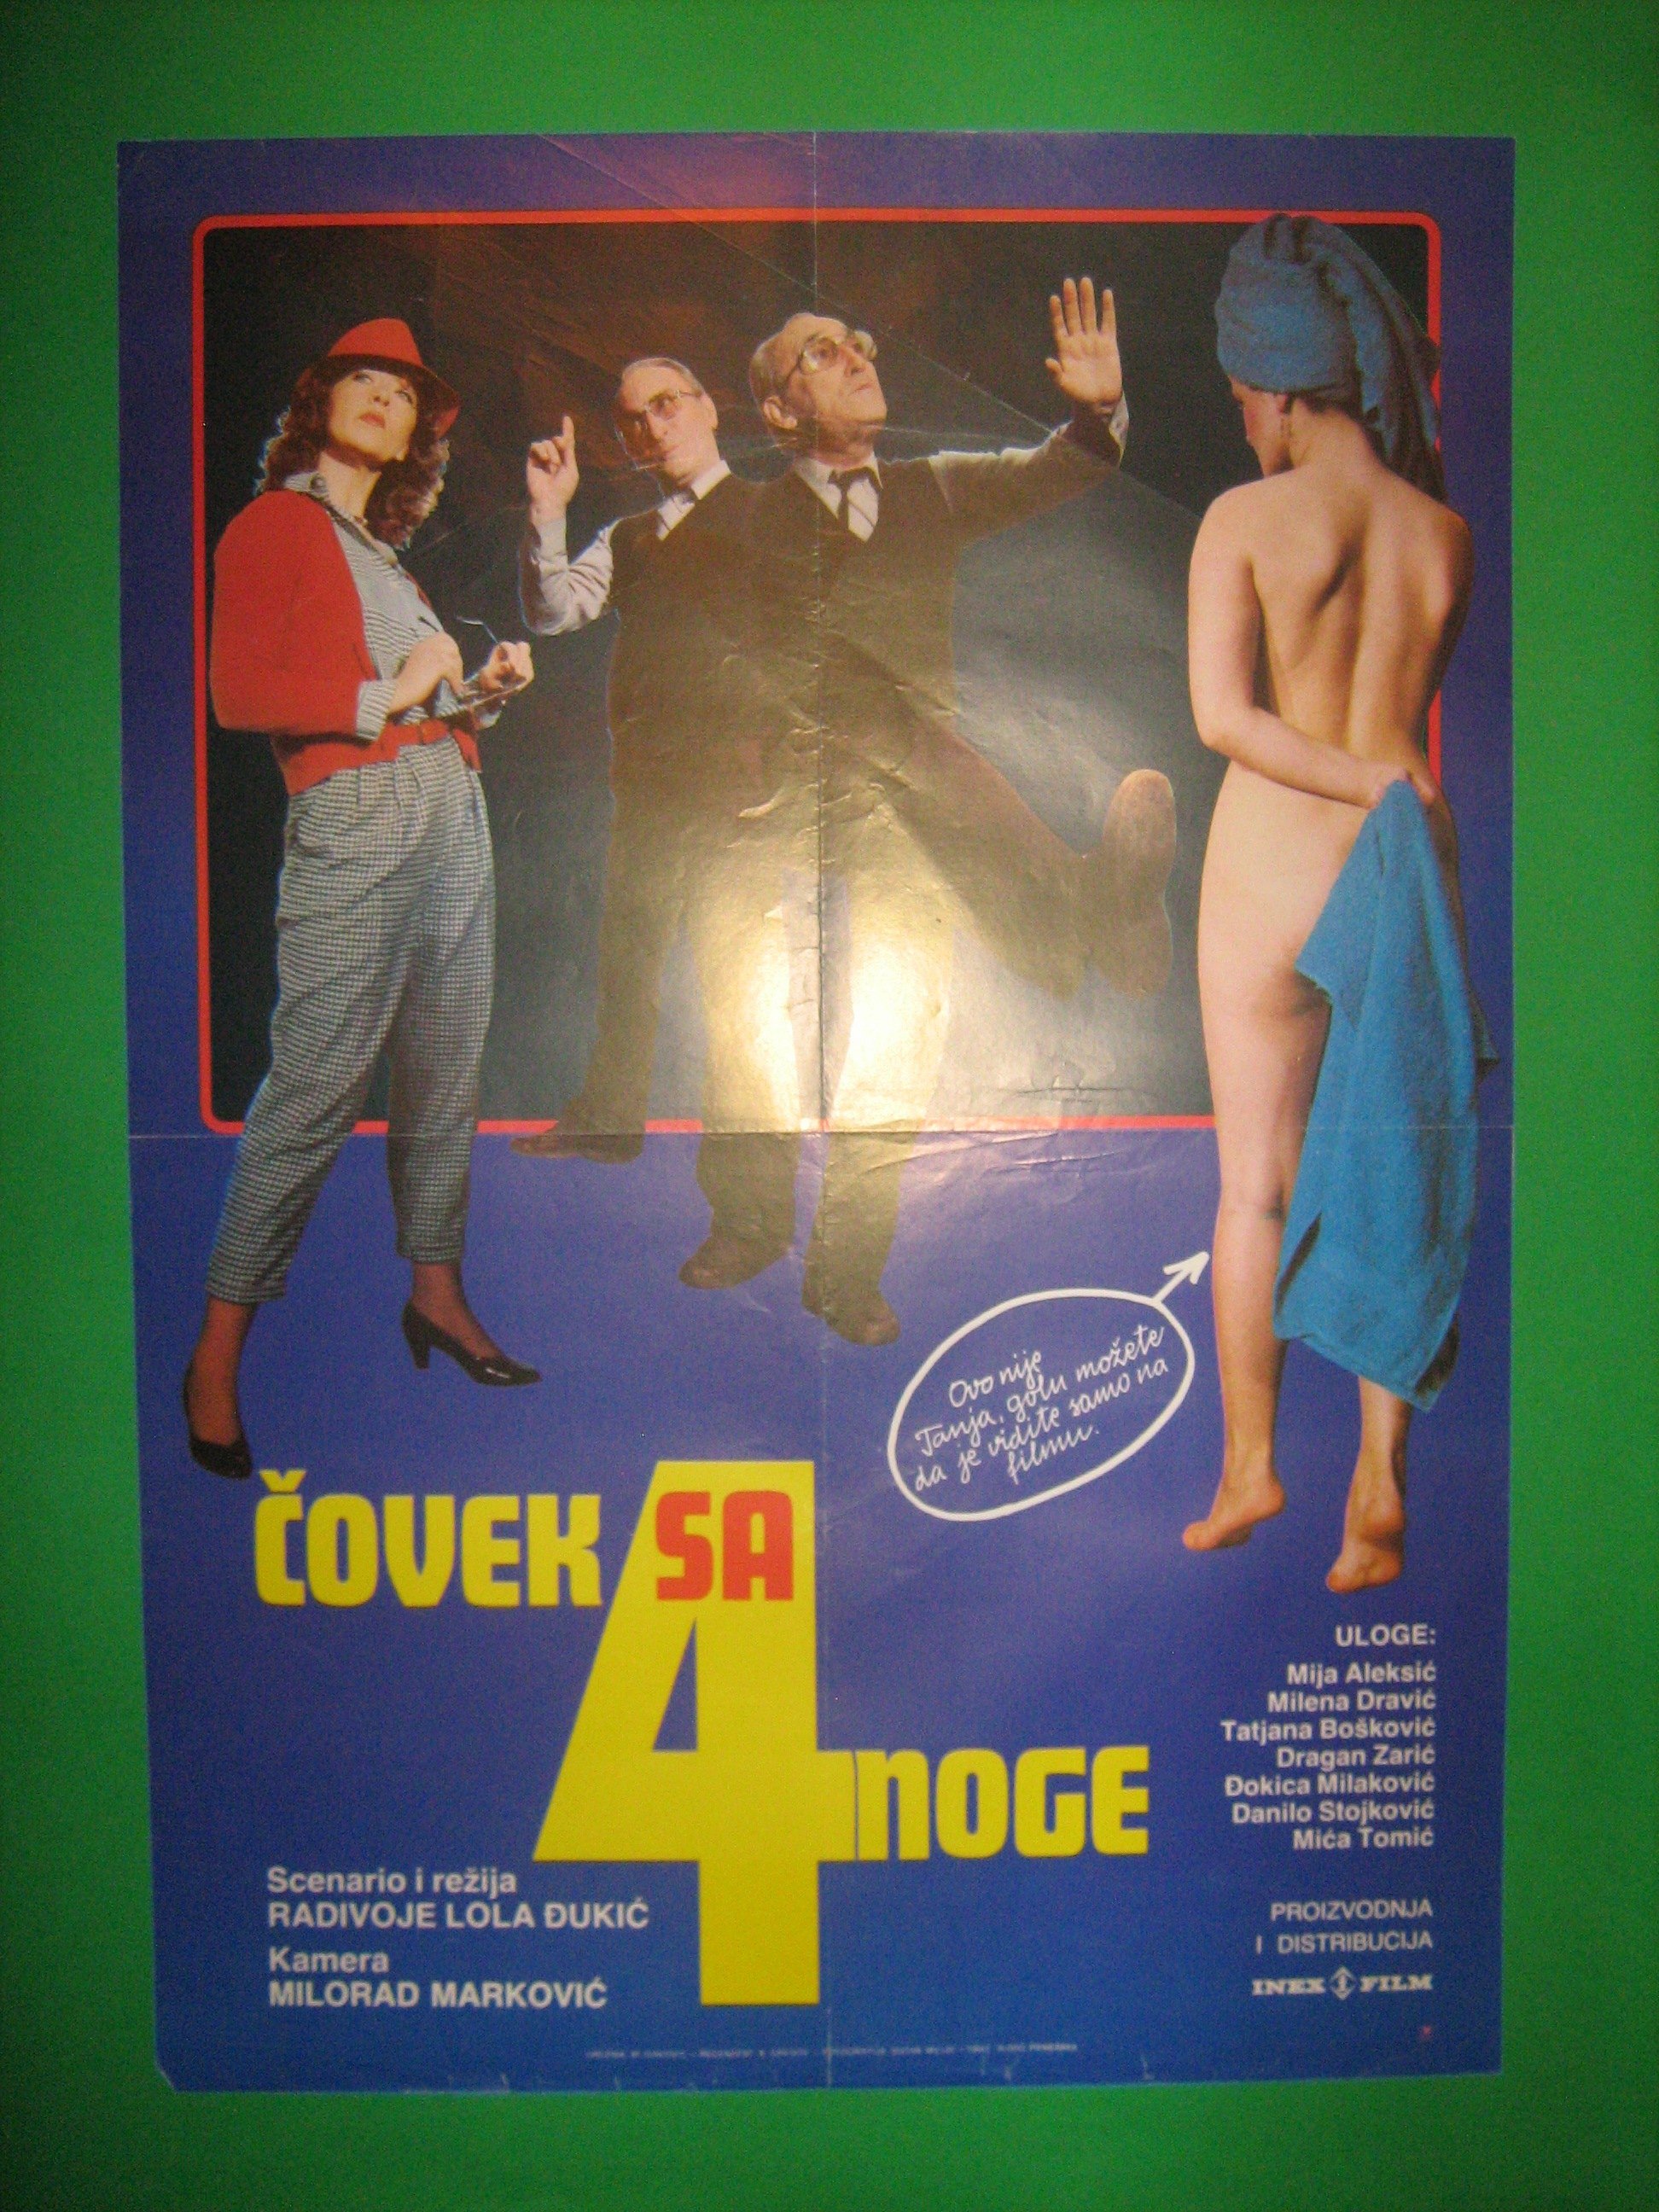 Ovo nije
Tanja, golu možete
da je vidite samo na
filmu.
ČOVEK SA
4 NOGE
Scenario i režija
RADIVOJE LOLA ĐUKIĆ
Kamera
MILORAD MARKOVIĆ
ULOGE:
Mija Aleksić
Milena Dravić
Tatjana Bošković
Dragan Zarić
Đokica Milaković
Danilo Stojković
Mića Tomić
PROIZVODNJA
I DISTRIBUCIJA
INEX FILM